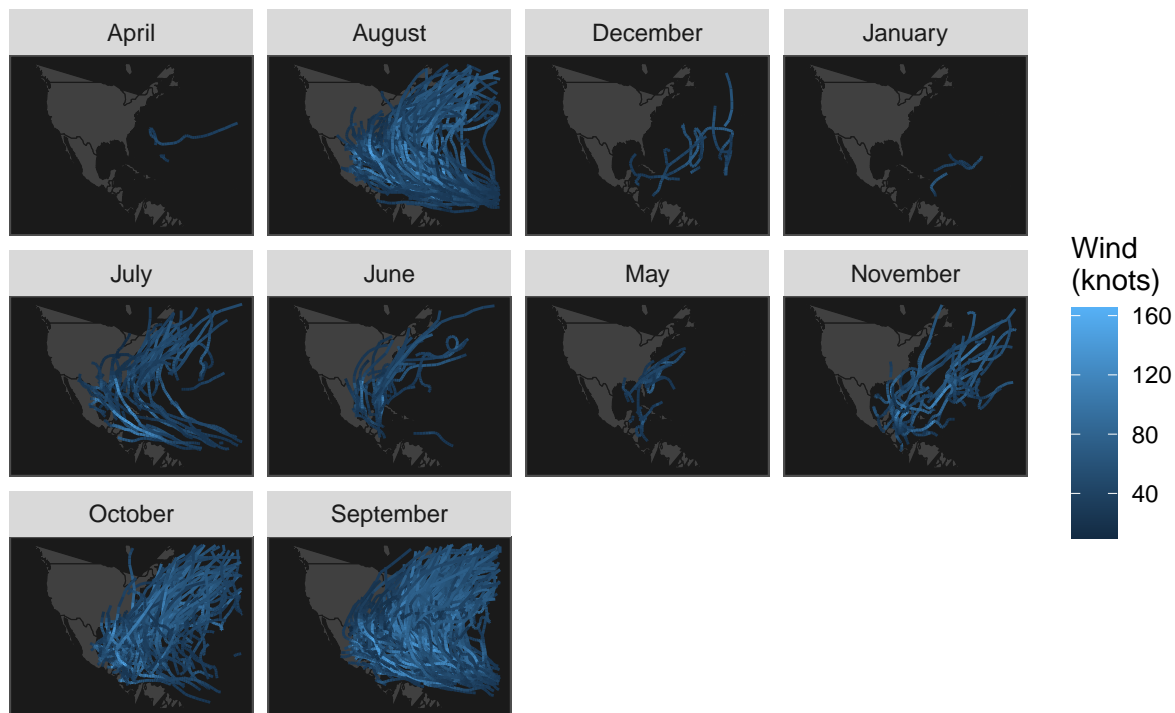 April
August
December
January
July
June
May
November
October
September
Wind
(knots)
160
120
80
40